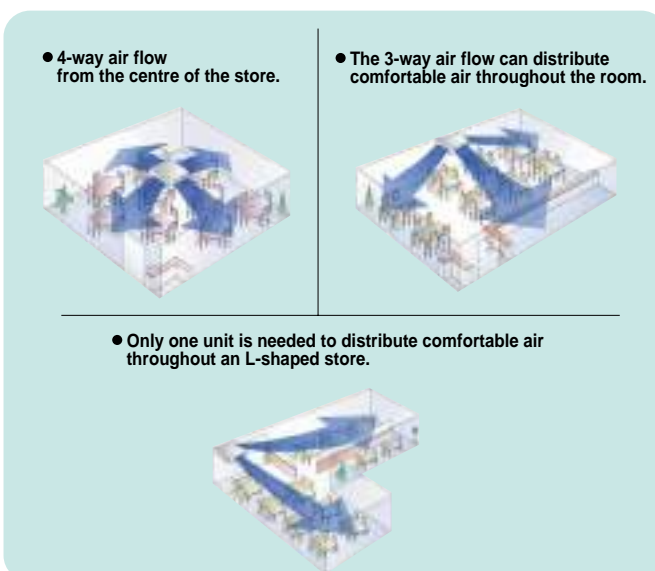 ● 4-way air flow
from the centre of the store.
● The 3-way air flow can distribute
comfortable air throughout the room.
● Only one unit is needed to distribute comfortable air
throughout an L-shaped store.